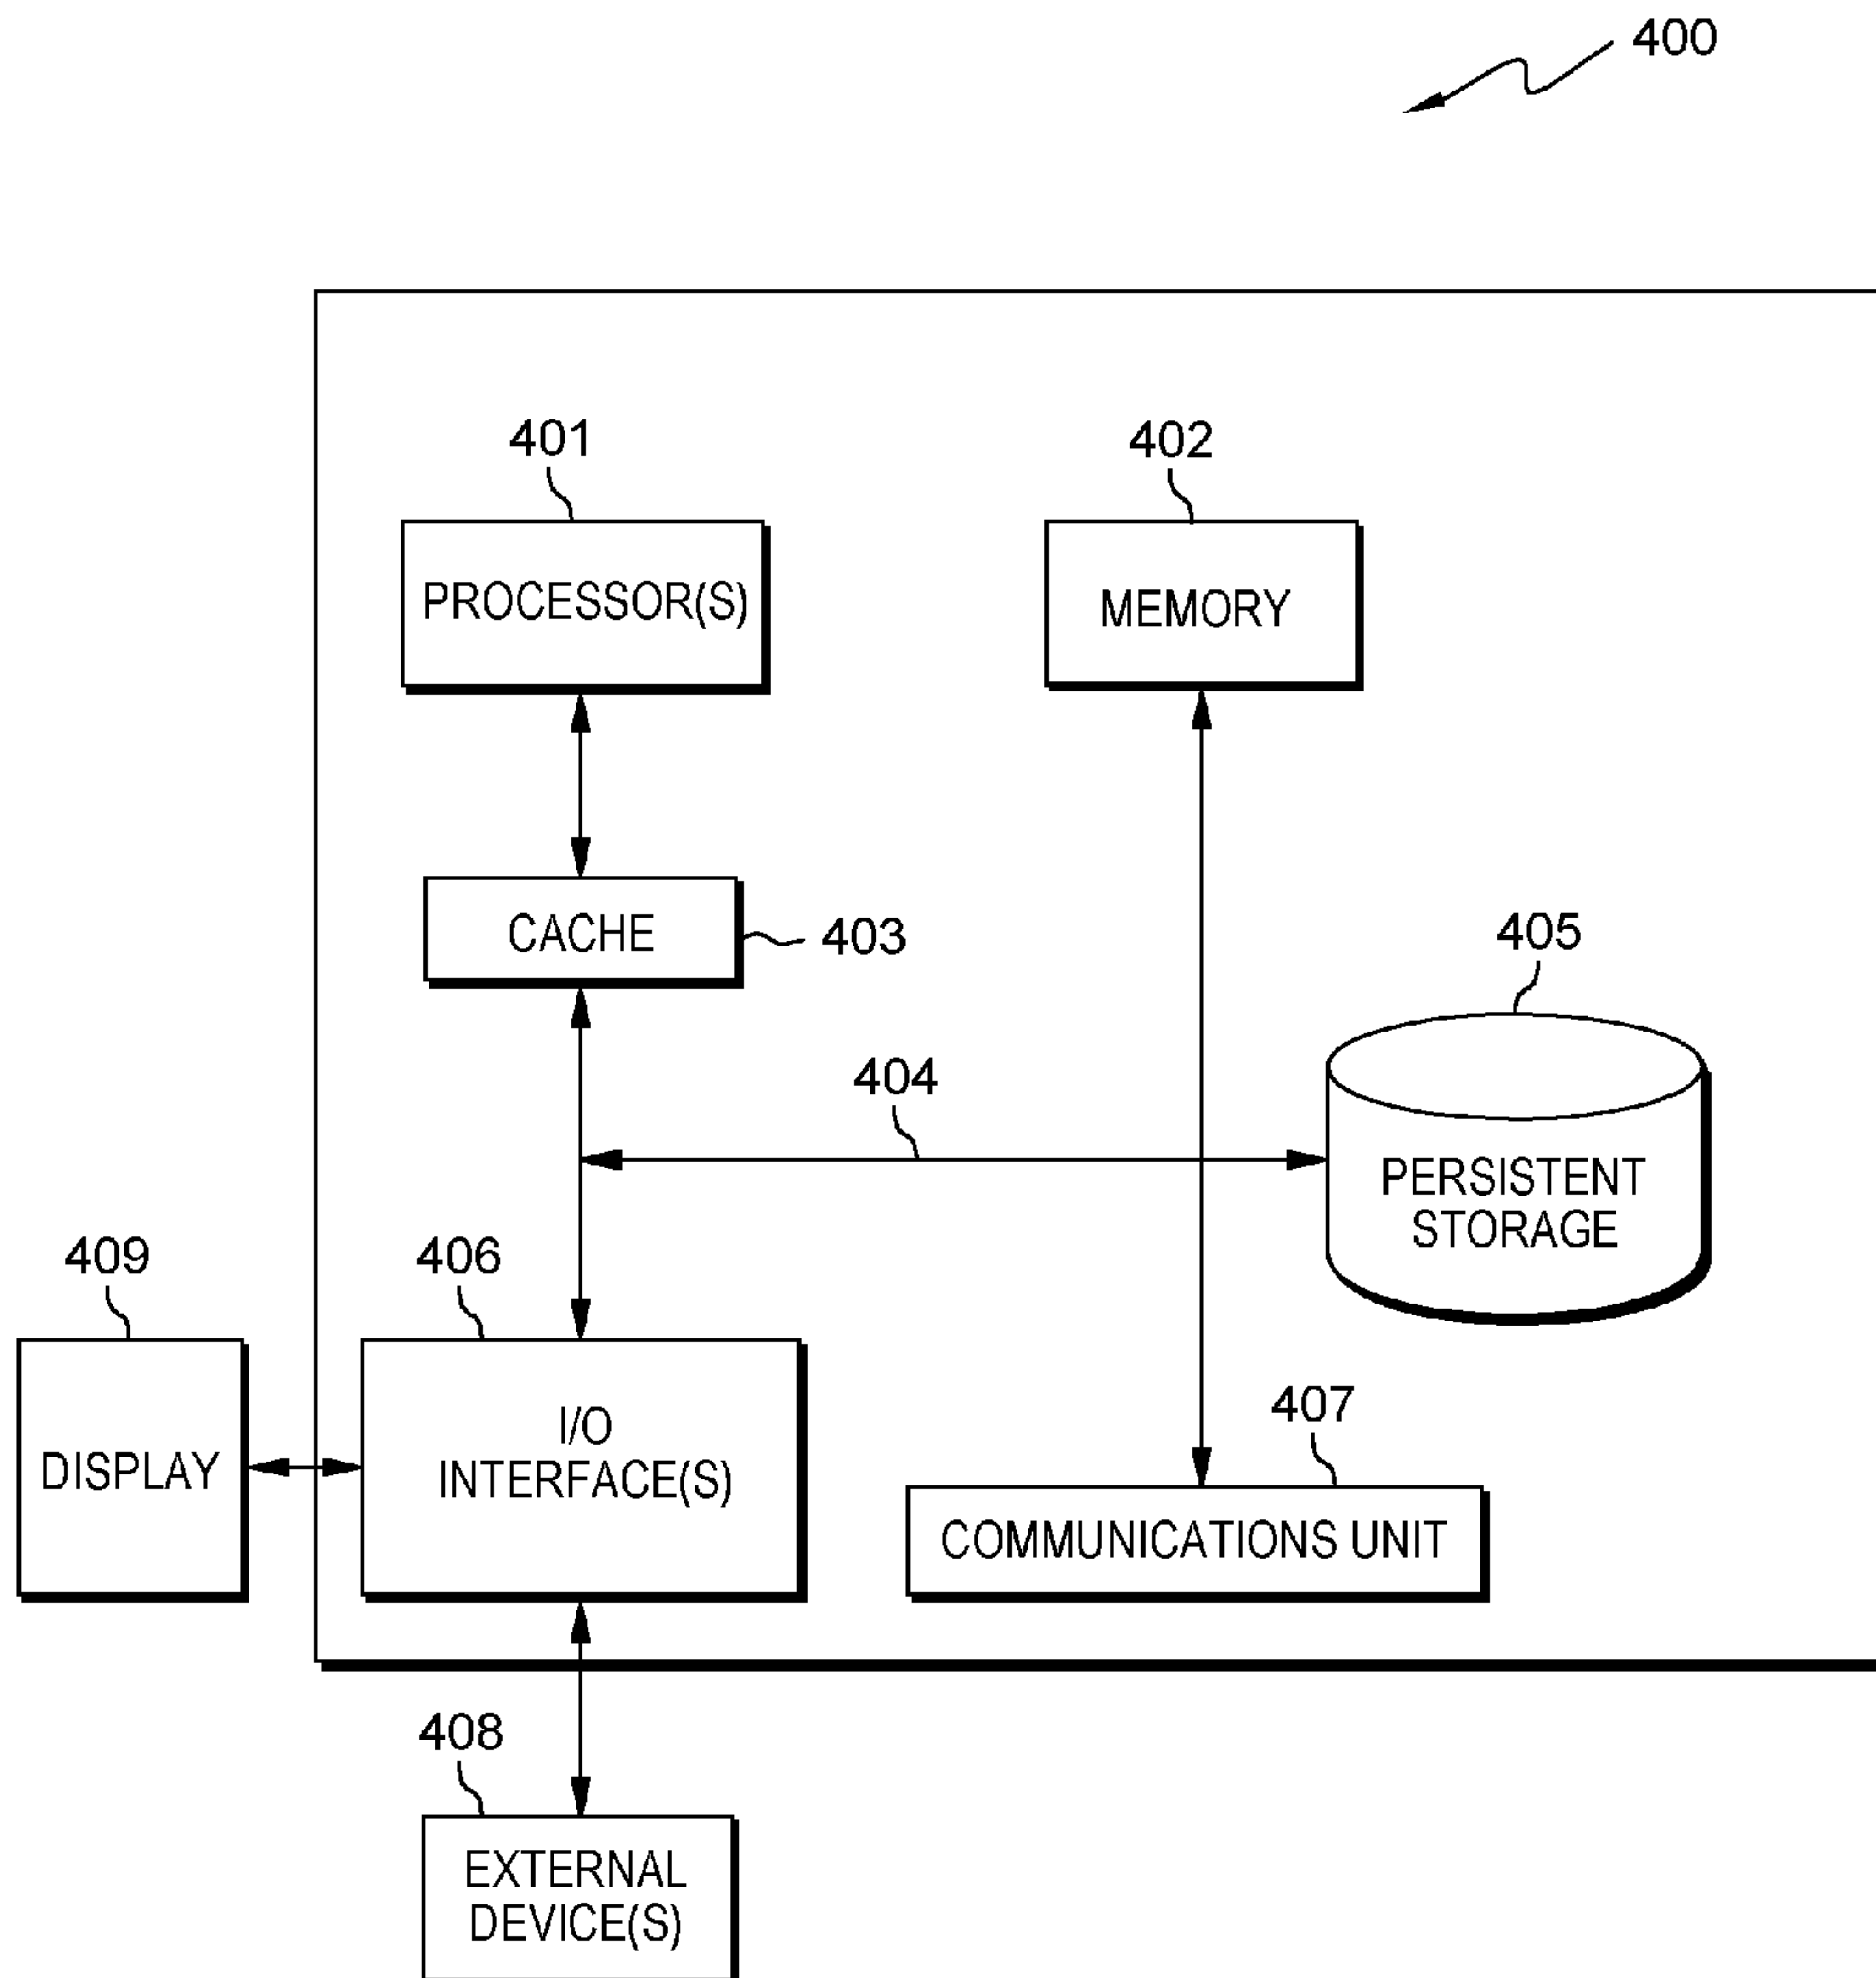 400
401
402
PROCESSOR(S)
MEMORY
CACHE
403
405
404
PERSISTENT
STORAGE
409
406
I/O
INTERFACE(S)
DISPLAY
407
COMMUNICATIONS UNIT
408
EXTERNAL
DEVICE(S)